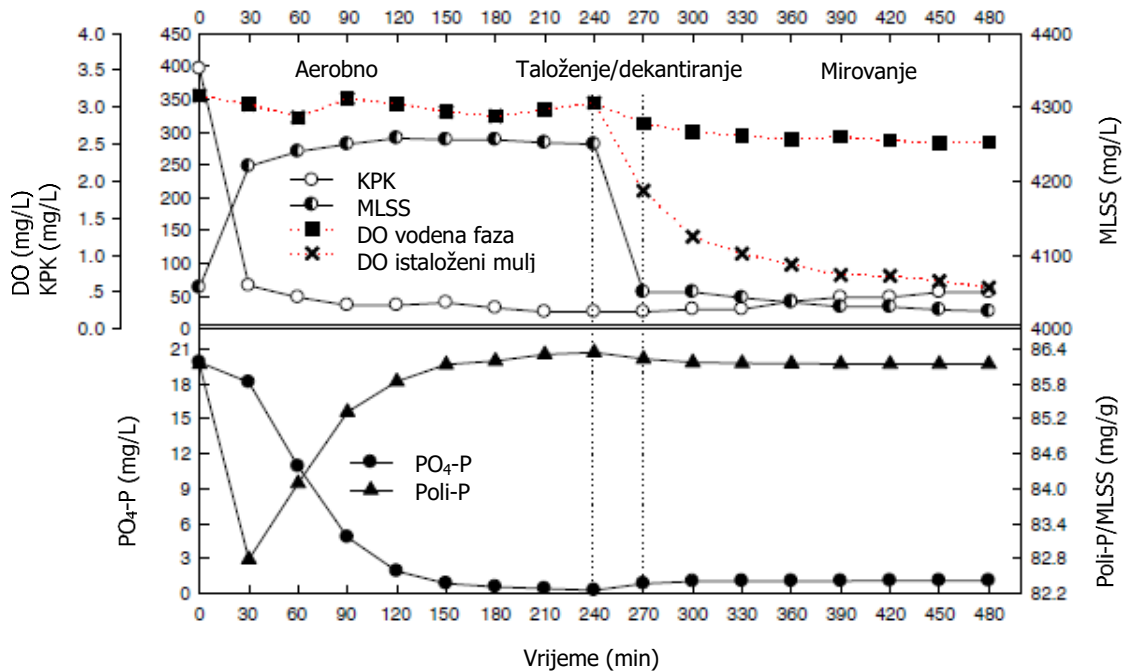 0 30 60 90 120 150 180 210 240 270 300 330 360 390 420 450 480
4.0 450 4400
400
3.5
Aerobno Taloženje/dekantiranje Mirovanje
350
3.0 4300
300
2.5
250
2.0 4200
200
1.5
150
1.0 4100
100
.5 50
0.0 0 4000
KPK
MLSS
DO vodena faza
DO istaloženi mulj
DO (mg/L)
KPK (mg/L)
MLSS (mg/L)
21 86.4
18 85.8
15 85.2
12 84.6
9 84.0
6 83.4
3 82.8
0 82.2
PO₄-P
Poli-P
PO₄-P (mg/L)
Poli-P/MLSS (mg/g)
0 30 60 90 120 150 180 210 240 270 300 330 360 390 420 450 480
Vrijeme (min)